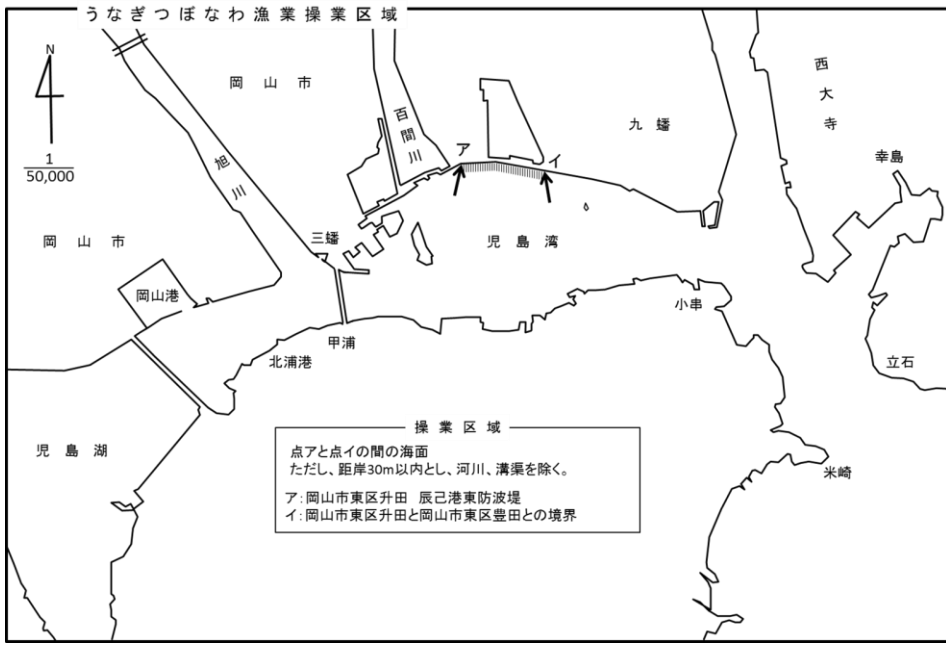 うなぎつぼなわ漁業操業区域
N
1
50,000
岡山市
旭川
百間川
ア
イ
九蟠
西大寺
幸島
岡山市
三蟠
児島湾
岡山港
小串
甲浦
北浦港
立石
児島湖
米崎
操業区域
点アと点イの間の海面
ただし、距岸30m以内とし、河川、溝渠を除く。
ア:岡山市東区升田 辰己港東防波堤
イ:岡山市東区升田と岡山市東区豊田との境界